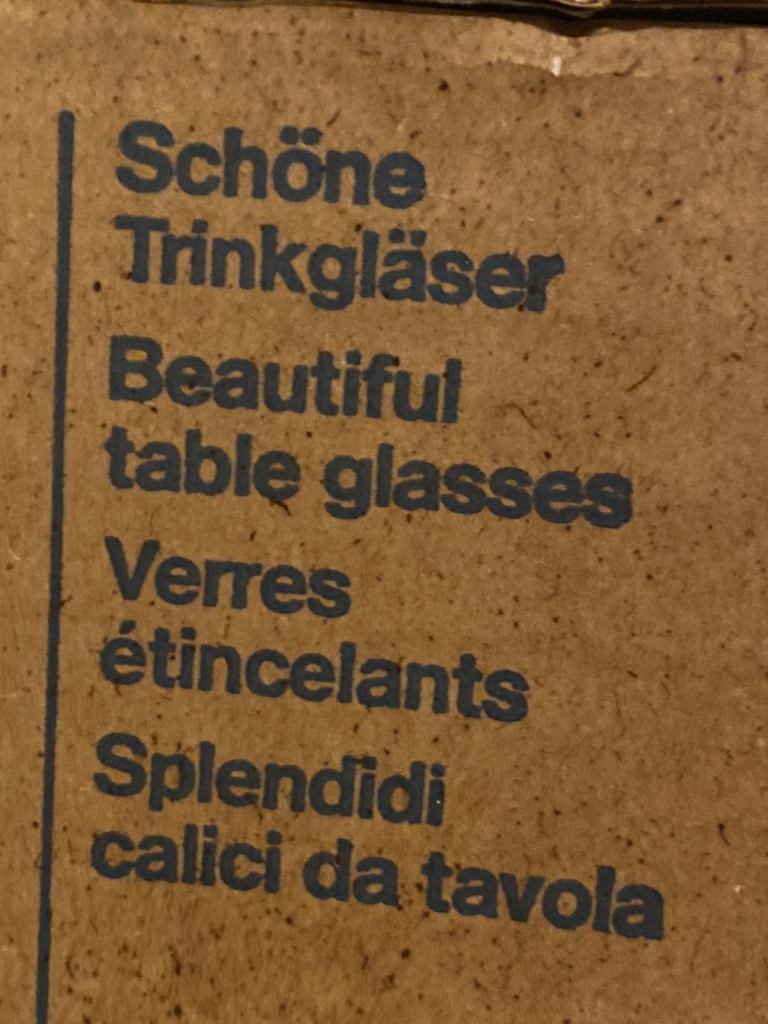 Schöne
Trinkgläser
Beautiful
table glasses
Verres
étincelants
Splendidi
calici da tavola